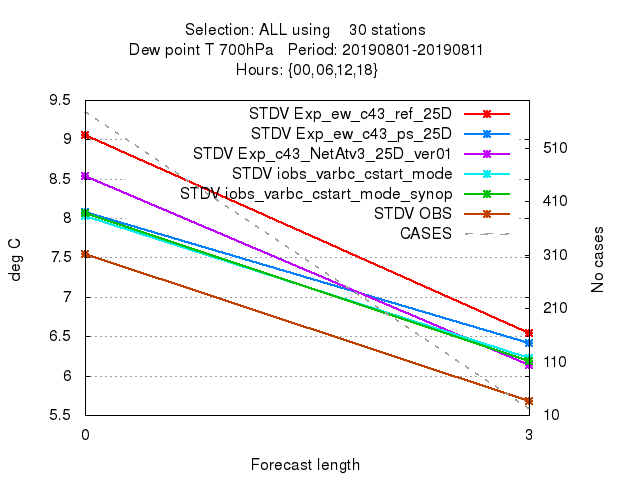 Selection: ALL using    30 stations
Dew point T 700hPa   Period: 20190801-20190811
Hours: {00,06,12,18}
9.5
9
8.5
8
7.5
7
6.5
6
5.5
deg C
STDV Exp_ew_c43_ref_25D
STDV Exp_ew_c43_ps_25D
STDV Exp_c43_NetAtv3_25D_ver01
STDV iobs_varbc_cstart_mode
STDV iobs_varbc_cstart_mode_synop
STDV OBS
CASES
510
410
310
210
110
10
No cases
0 3
Forecast length